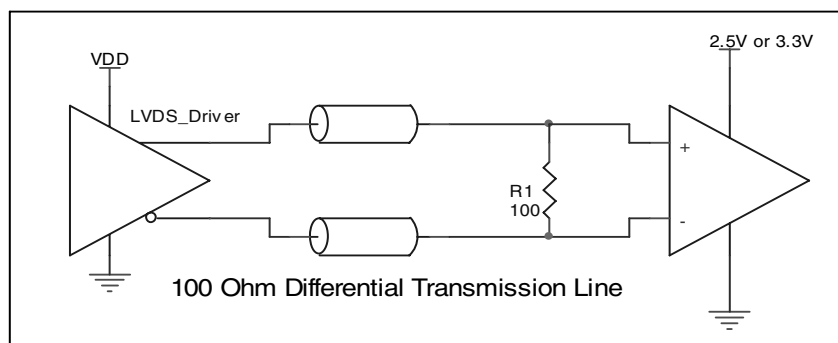 2.5V or 3.3V
VDD
LVDS_Driver
+
R1
100
-
100 Ohm Differential Transmission Line